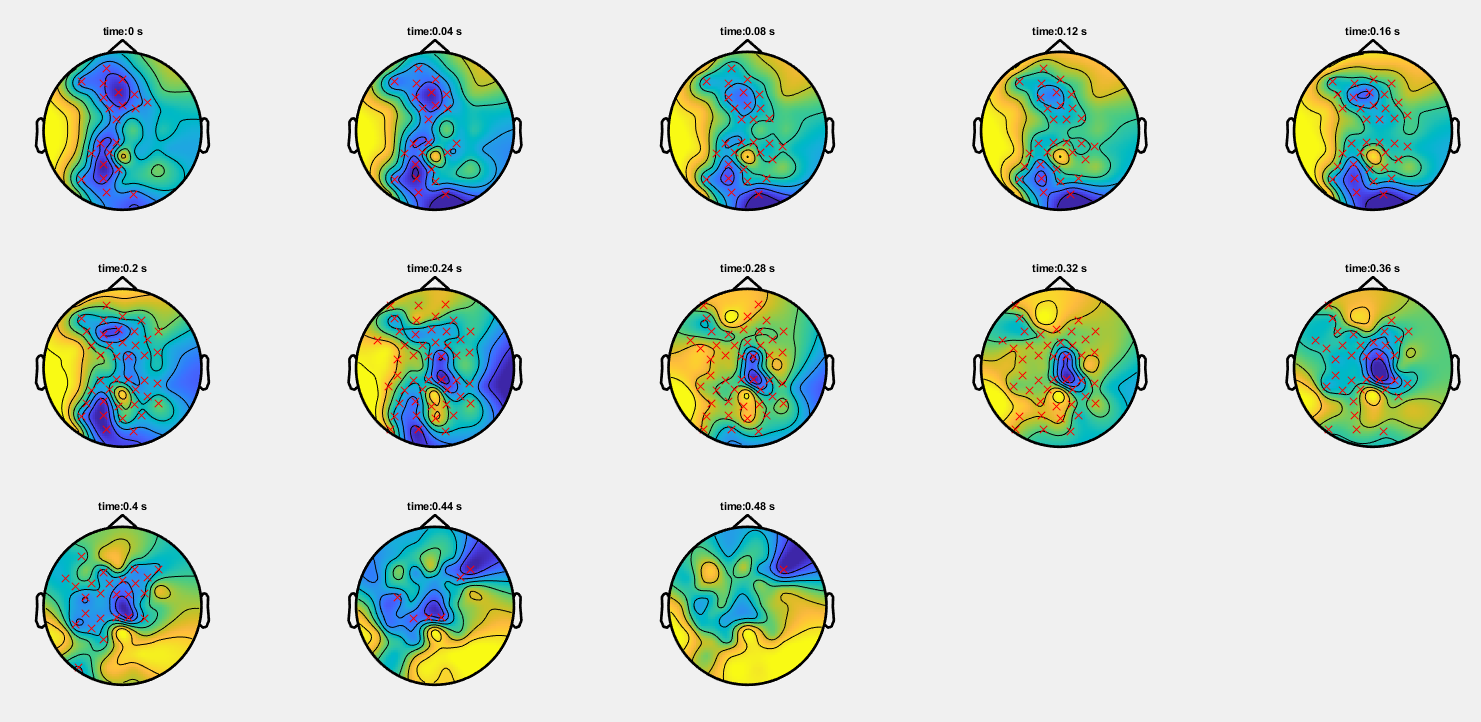 time:0 s
time:0.04 s
time:0.08 s
time:0.12 s
time:0.16 s
time:0.2 s
time:0.24 s
time:0.28 s
time:0.32 s
time:0.36 s
time:0.4 s
time:0.44 s
time:0.48 s